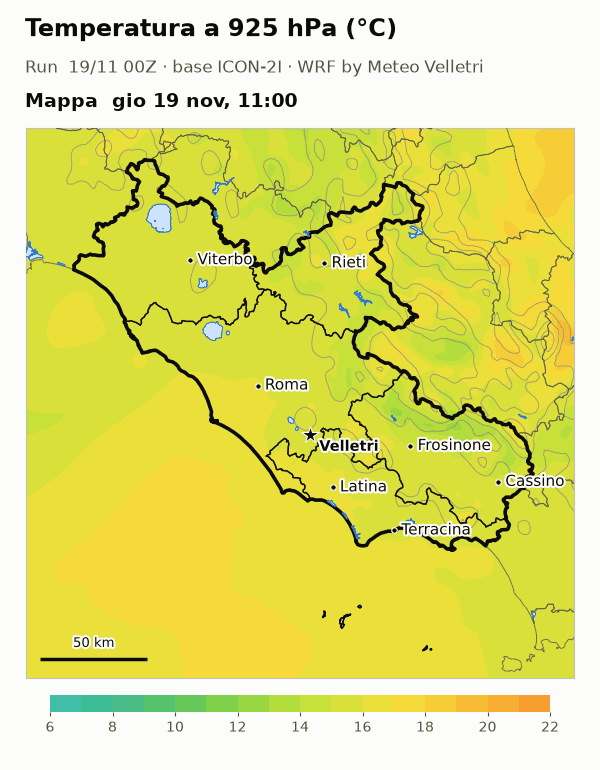 Temperatura a 925 hPa (°C)
Run  19/11 00Z · base ICON-2I · WRF by Meteo Velletri
Mappa  gio 19 nov, 11:00
Viterbo
Rieti
Roma
Velletri
Frosinone
Latina
Cassino
Terracina
50 km
6 8 10 12 14 16 18 20 22